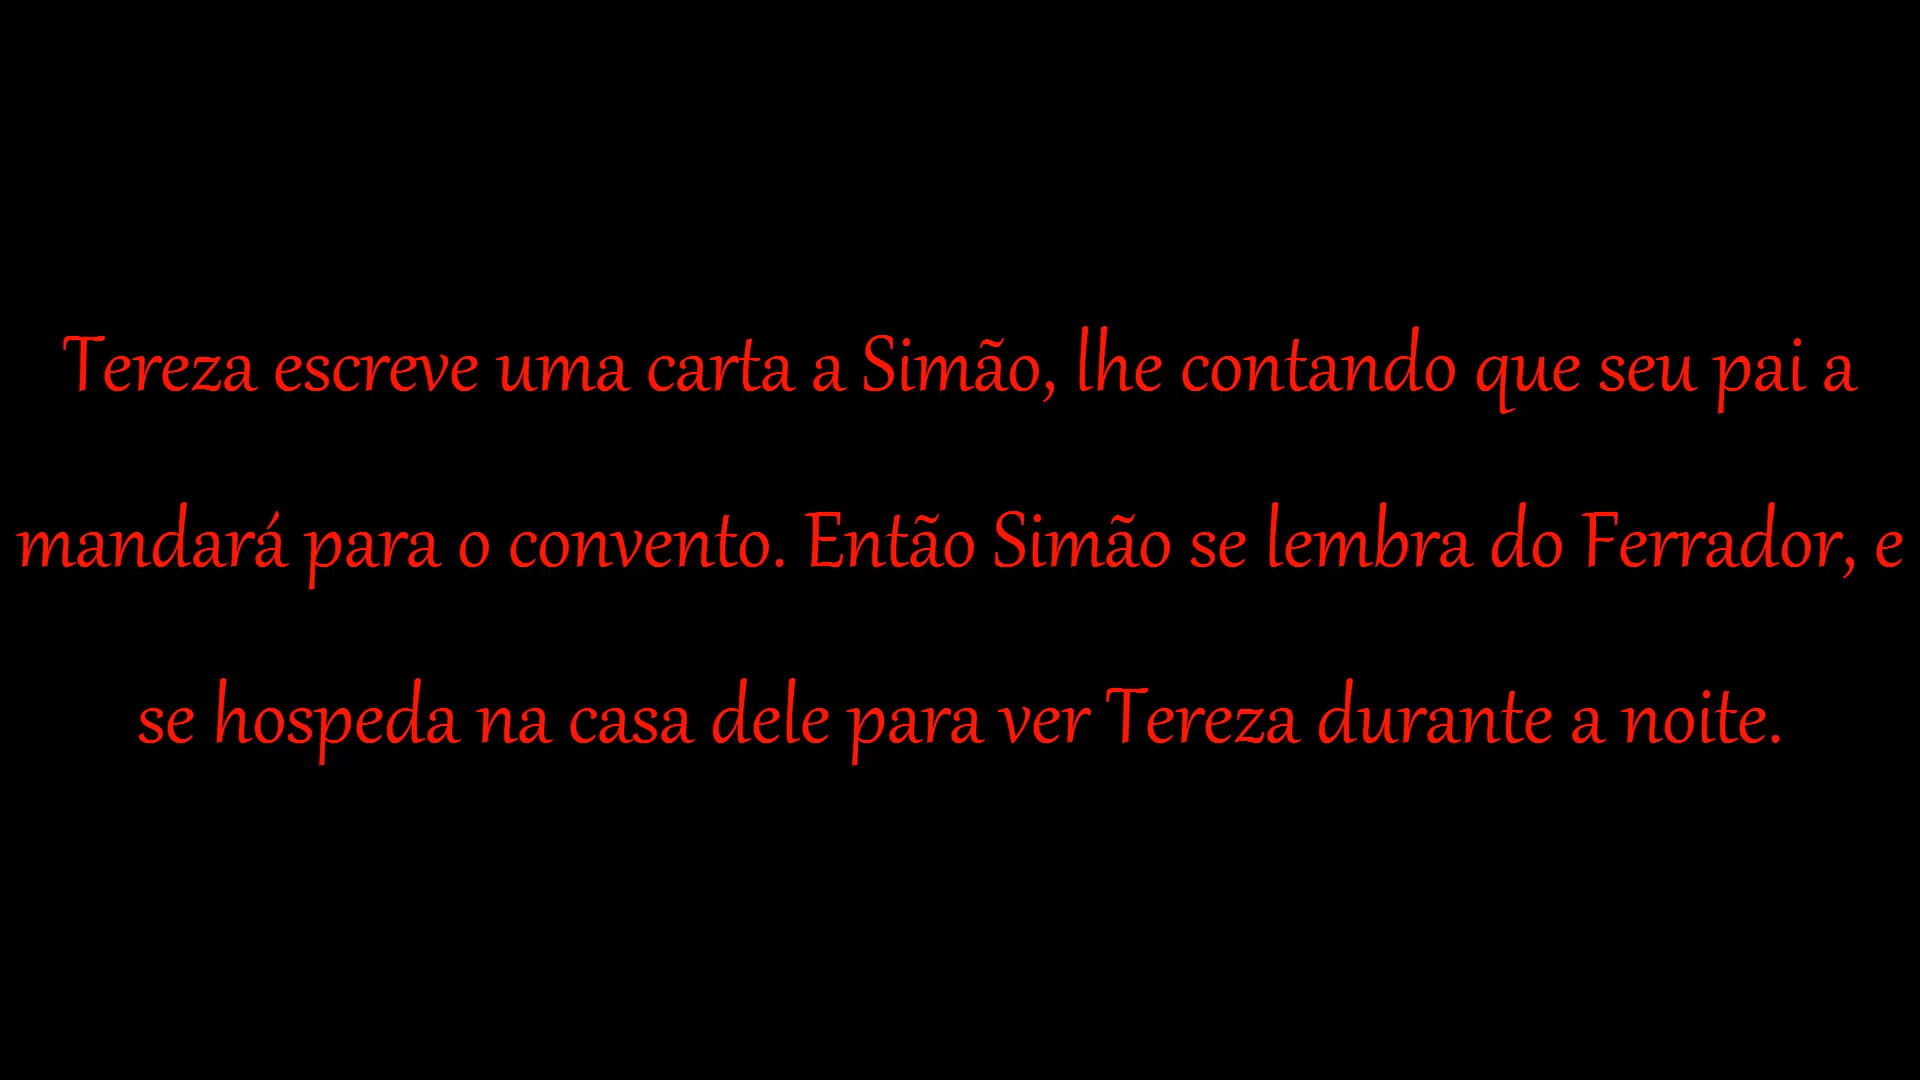 Tereza escreve uma carta a Simão, lhe contando que seu pai a
mandará para o convento. Então Simão se lembra do Ferrador, e
se hospeda na casa dele para ver Tereza durante a noite.